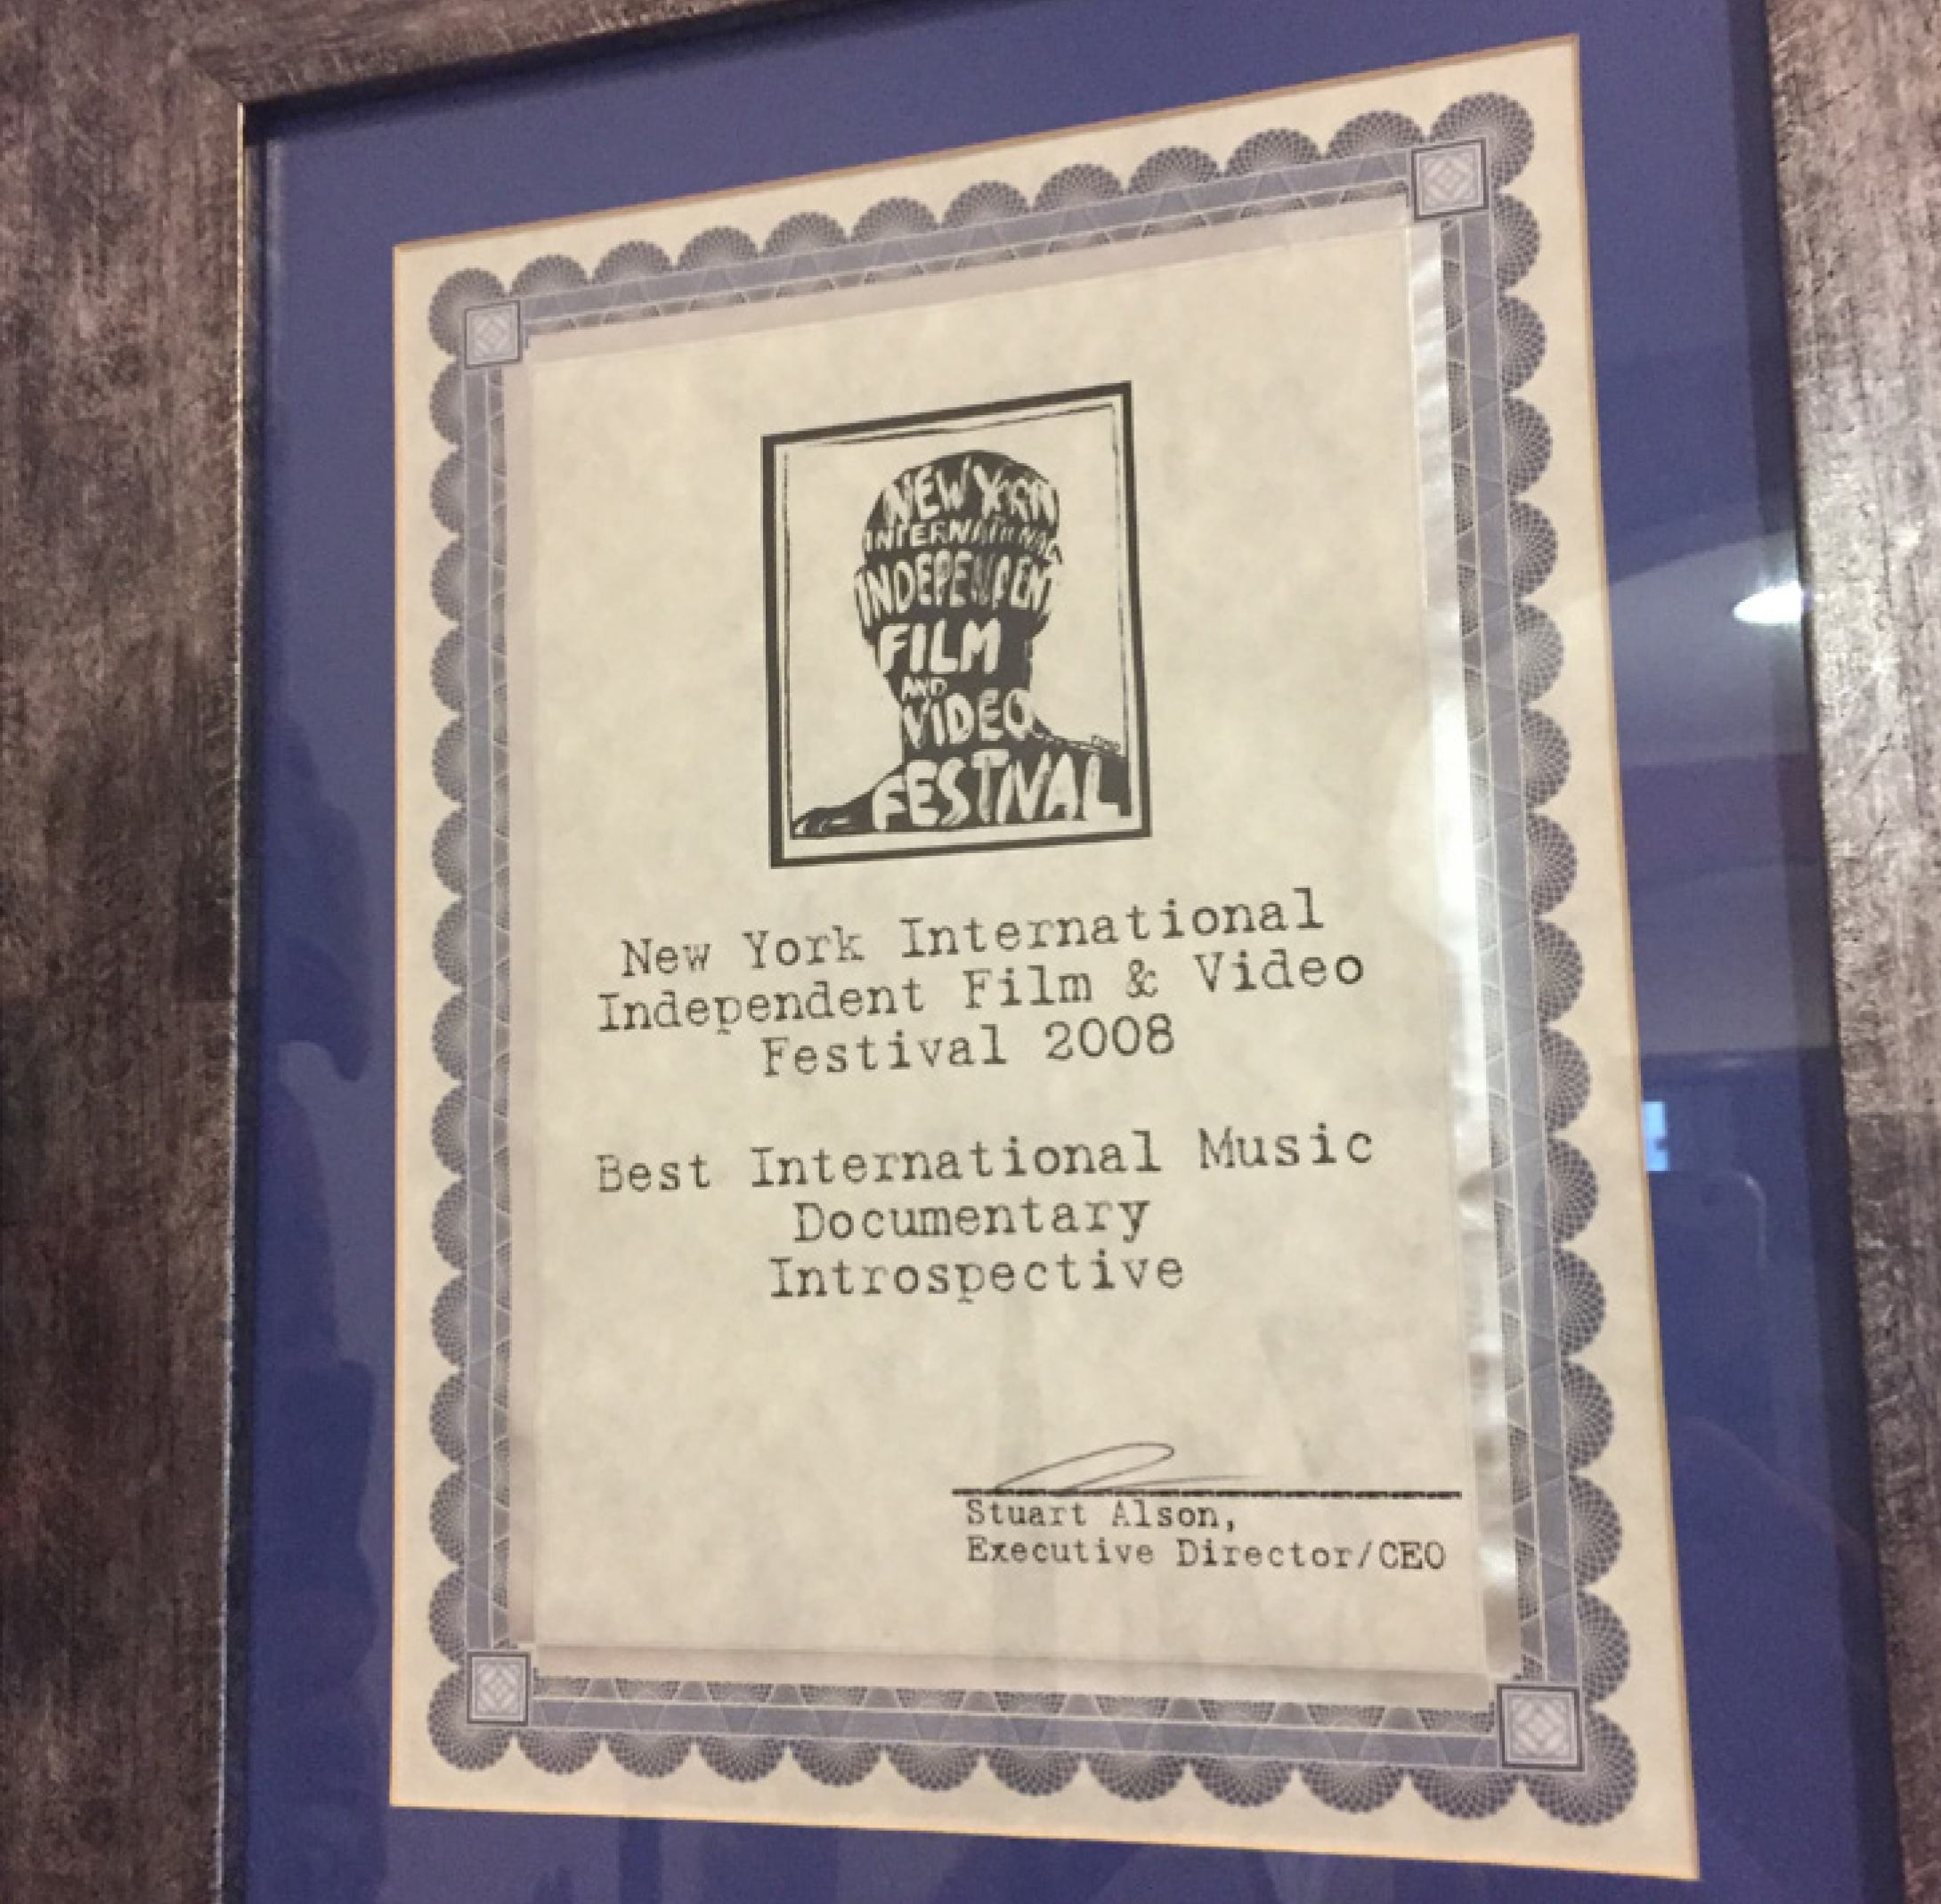 NEW YORK
INTERNATIONAL
INDEPENDENT
FILM
AND
VIDEO
FESTIVAL
New York International
Independent Film & Video
Festival 2008
Best International Music
Documentary
Introspective
Stuart Alson,
Executive Director/CEO